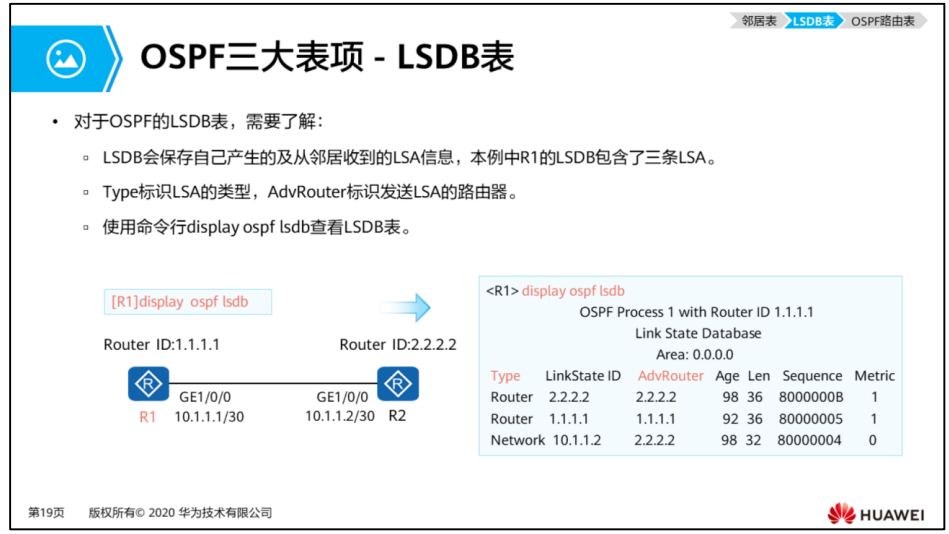 邻居表 LSDB表 OSPF路由表
OSPF三大表项 - LSDB表
• 对于OSPF的LSDB表，需要了解：
▫ LSDB会保存自己产生的及从邻居收到的LSA信息，本例中R1的LSDB包含了三条LSA。
▫ Type标识LSA的类型，AdvRouter标识发送LSA的路由器。
▫ 使用命令行display ospf lsdb查看LSDB表。
[R1]display ospf lsdb
Router ID:1.1.1.1 Router ID:2.2.2.2
R R
GE1/0/0 GE1/0/0
R1 10.1.1.1/30 10.1.1.2/30 R2
<R1> display ospf lsdb
OSPF Process 1 with Router ID 1.1.1.1
Link State Database
Area: 0.0.0.0
Type LinkState ID AdvRouter Age Len Sequence Metric
Router 2.2.2.2 2.2.2.2 98 36 8000000B 1
Router 1.1.1.1 1.1.1.1 92 36 80000005 1
Network 10.1.1.2 2.2.2.2 98 32 80000004 0
第19页 版权所有© 2020 华为技术有限公司
HUAWEI